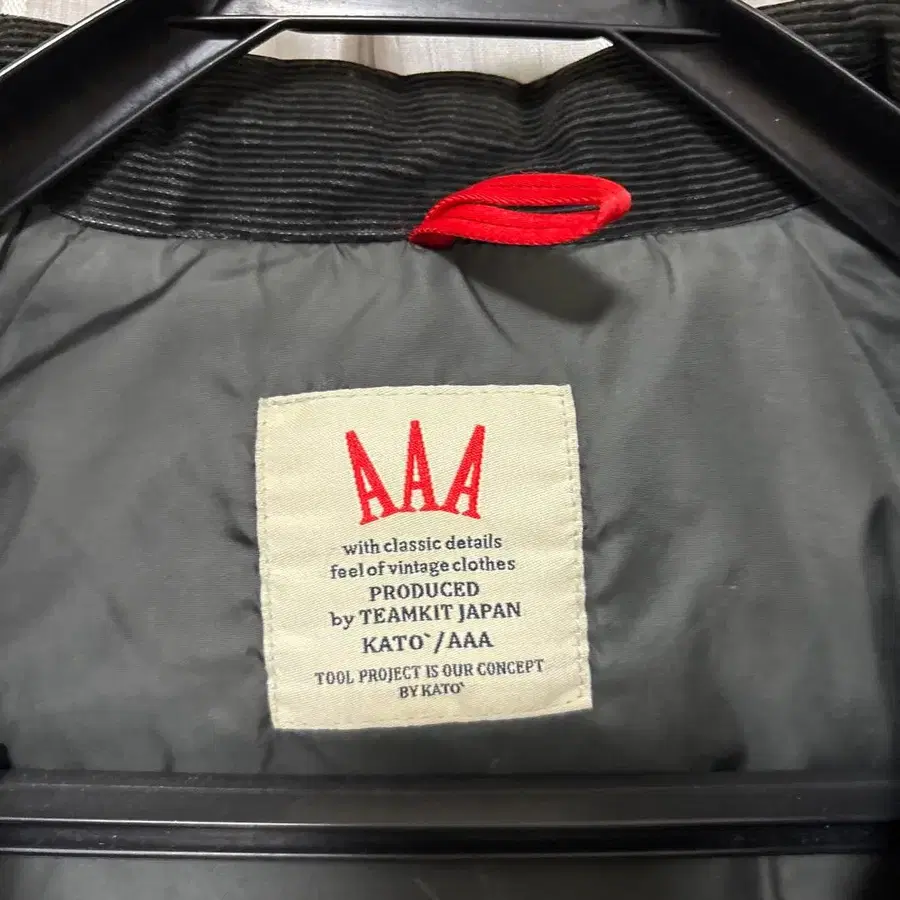 AAA
with classic details
feel of vintage clothes
PRODUCED
by TEAMKIT JAPAN
KATO`/AAA
TOOL PROJECT IS OUR CONCEPT
BY KATO`